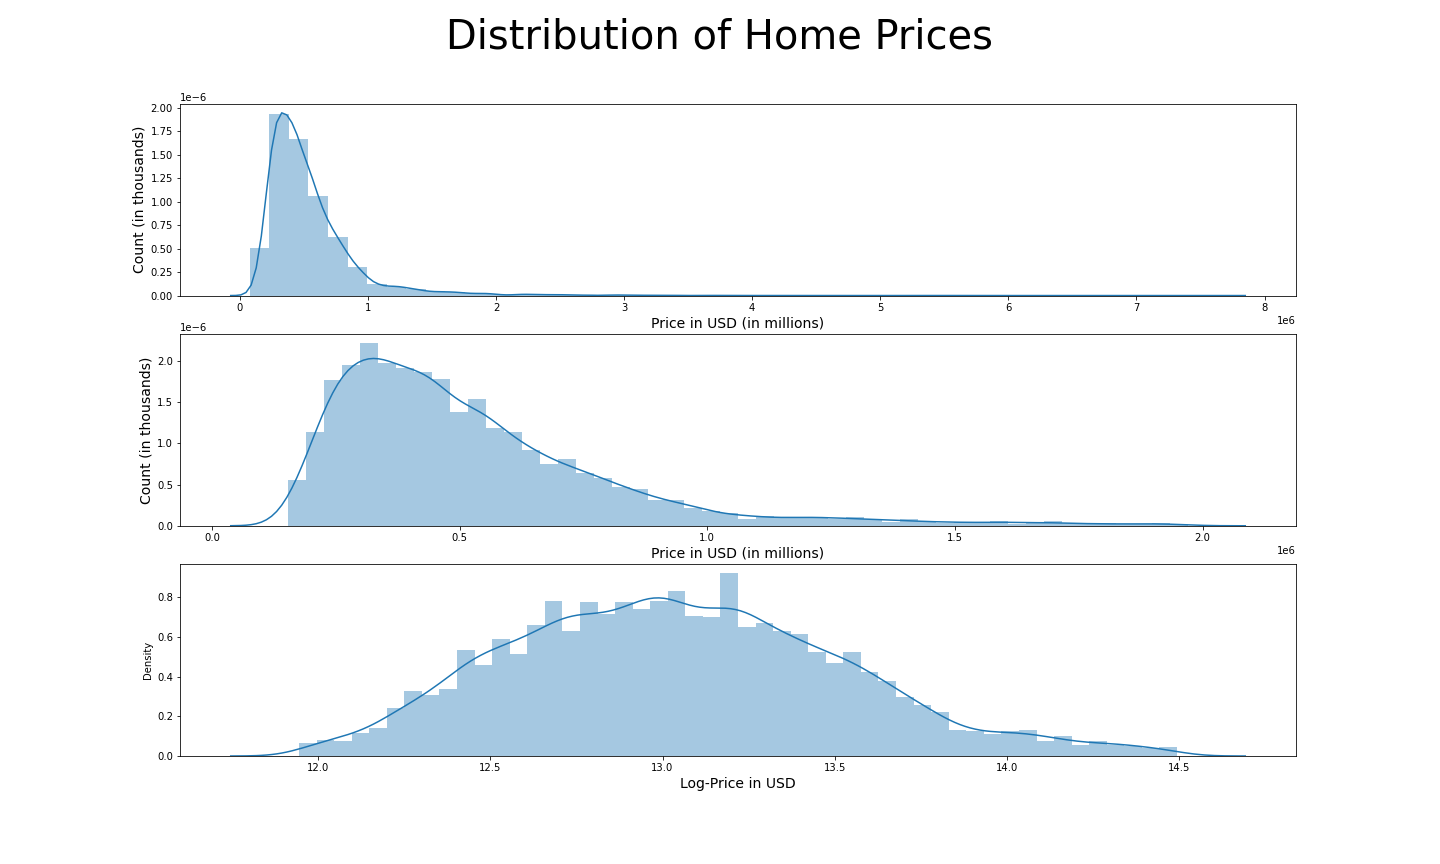 Distribution of Home Prices
1e−6
2.00
1.75
1.50
1.25
1.00
0.75
0.50
0.25
0.00
Count (in thousands)
0 1 2 3 4 5 6 7 8
1e6
Price in USD (in millions)
1e−6
2.0
1.5
1.0
0.5
0.0
Count (in thousands)
0.0 0.5 1.0 1.5 2.0
1e6
Price in USD (in millions)
0.8
0.6
0.4
0.2
0.0
Density
12.0 12.5 13.0 13.5 14.0 14.5
Log-Price in USD